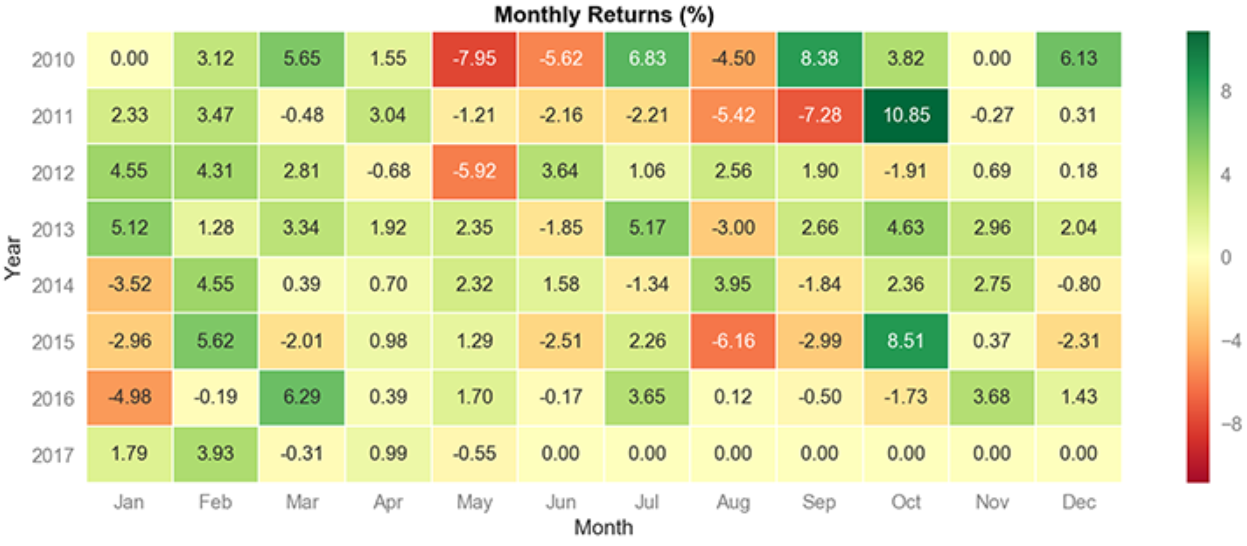 Monthly Returns (%)
2010 0.00 3.12 5.65 1.55 -7.95 -5.62 6.83 -4.50 8.38 3.82 0.00 6.13
2011 2.33 3.47 -0.48 3.04 -1.21 -2.16 -2.21 -5.42 -7.28 10.85 -0.27 0.31
2012 4.55 4.31 2.81 -0.68 -5.92 3.64 1.06 2.56 1.90 -1.91 0.69 0.18
2013 5.12 1.28 3.34 1.92 2.35 -1.85 5.17 -3.00 2.66 4.63 2.96 2.04
2014 -3.52 4.55 0.39 0.70 2.32 1.58 -1.34 3.95 -1.84 2.36 2.75 -0.80
2015 -2.96 5.62 -2.01 0.98 1.29 -2.51 2.26 -6.16 -2.99 8.51 0.37 -2.31
2016 -4.98 -0.19 6.29 0.39 1.70 -0.17 3.65 0.12 -0.50 -1.73 3.68 1.43
2017 1.79 3.93 -0.31 0.99 -0.55 0.00 0.00 0.00 0.00 0.00 0.00 0.00
Jan Feb Mar Apr May Jun Jul Aug Sep Oct Nov Dec
Month
Year
8
4
0
−4
−8